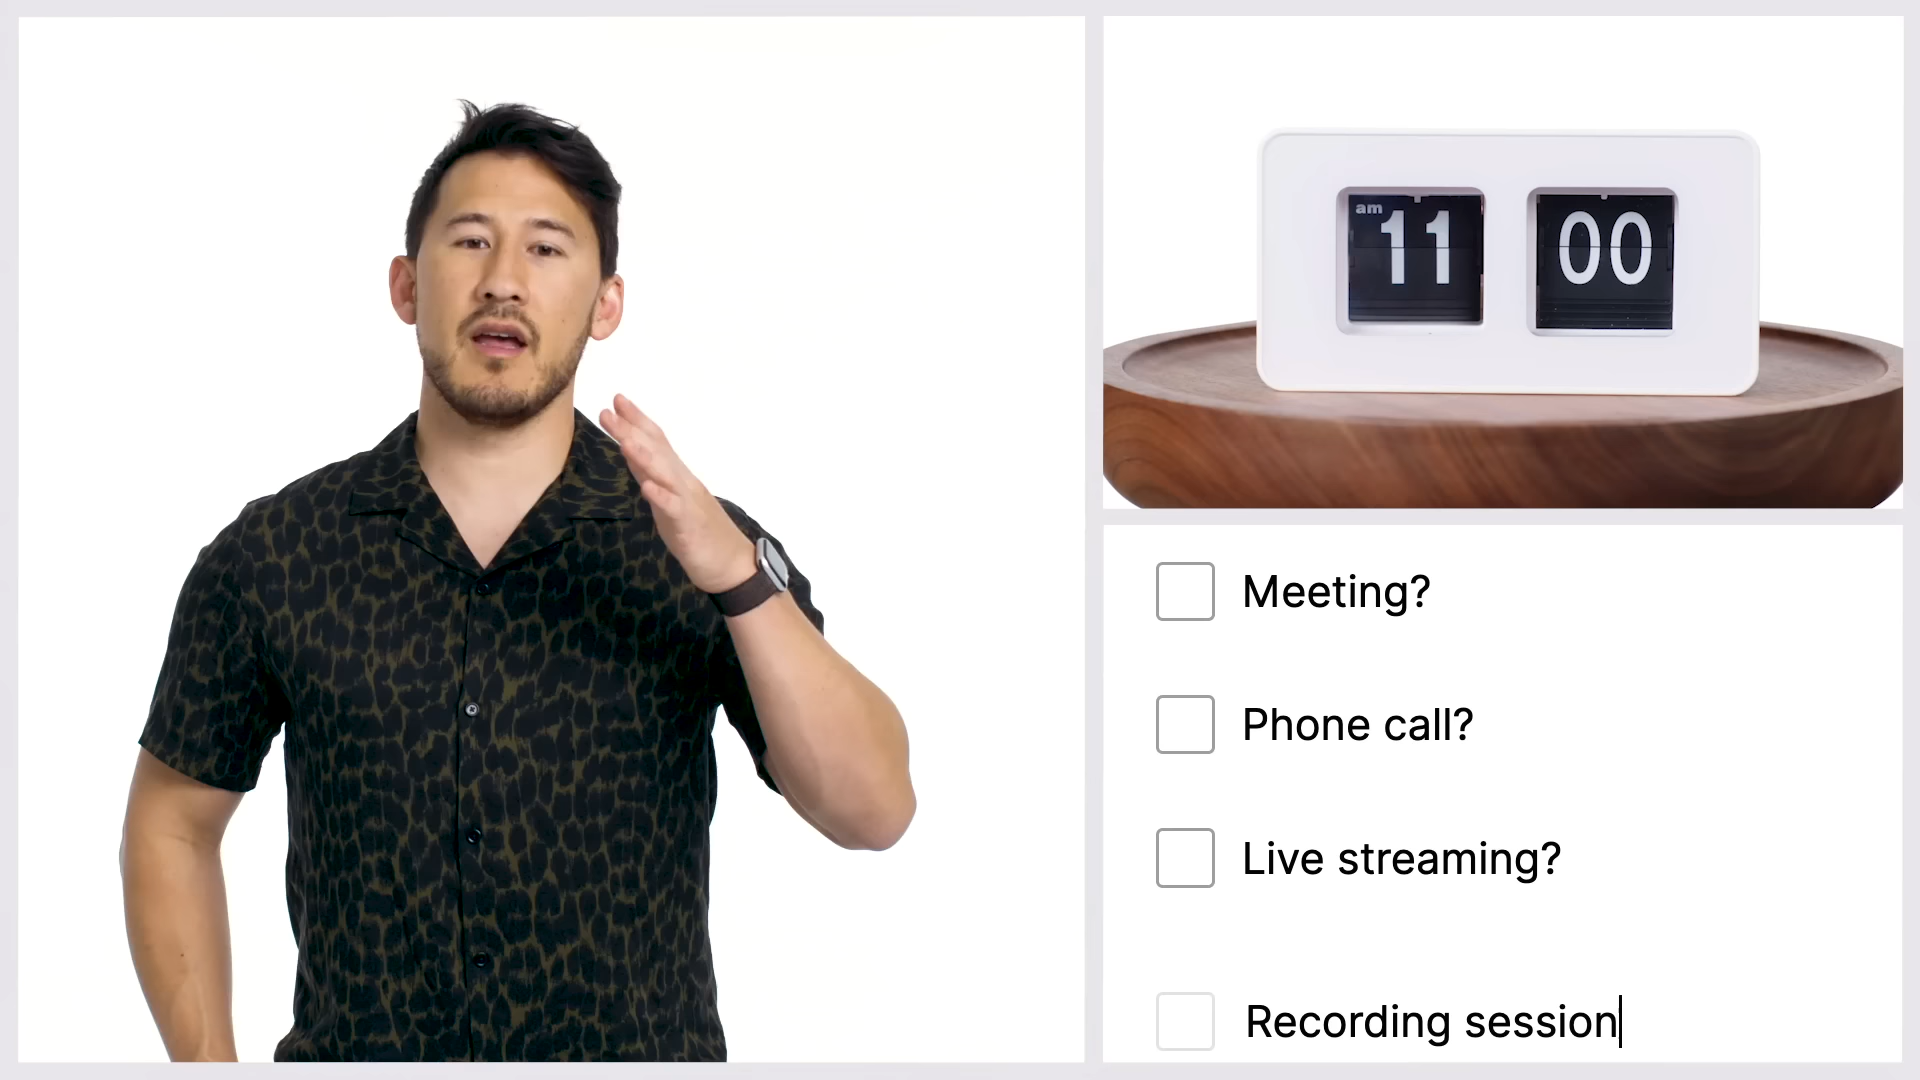 am
11 00
Meeting?
Phone call?
Live streaming?
Recording session